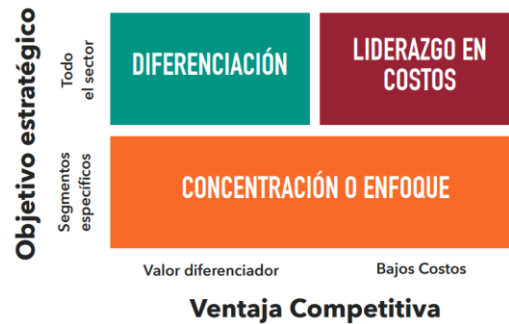 Objetivo estratégico
Todo
el sector
DIFERENCIACIÓN
LIDERAZGO EN
COSTOS
Segmentos
específicos
CONCENTRACIÓN O ENFOQUE
Valor diferenciador
Bajos Costos
Ventaja Competitiva